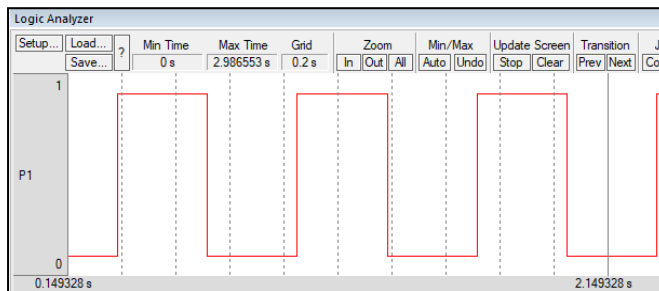 Logic Analyzer
Setup... Load... ? Min Time Max Time Grid Zoom Min/Max Update Screen Transition J
Save... 0 s 2.986553 s 0.2 s In Out All Auto Undo Stop Clear Prev Next Co
1
P1
0
0.149328 s 2.149328 s